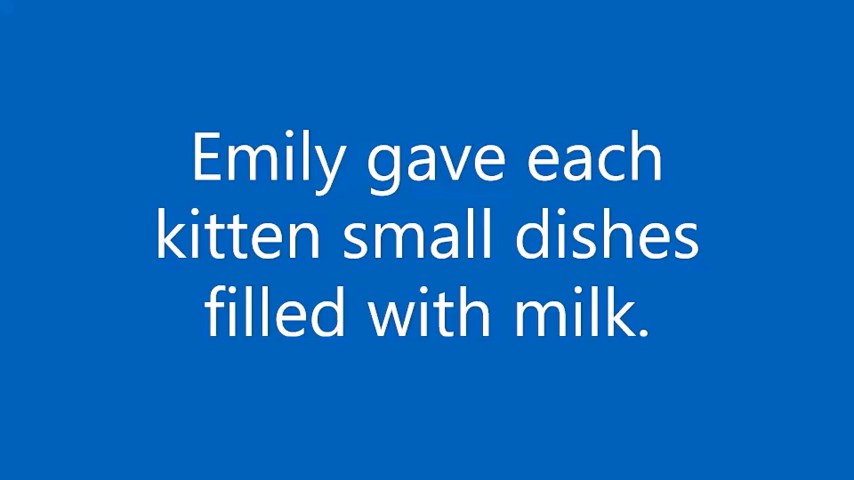 Emily gave each
kitten small dishes
filled with milk.